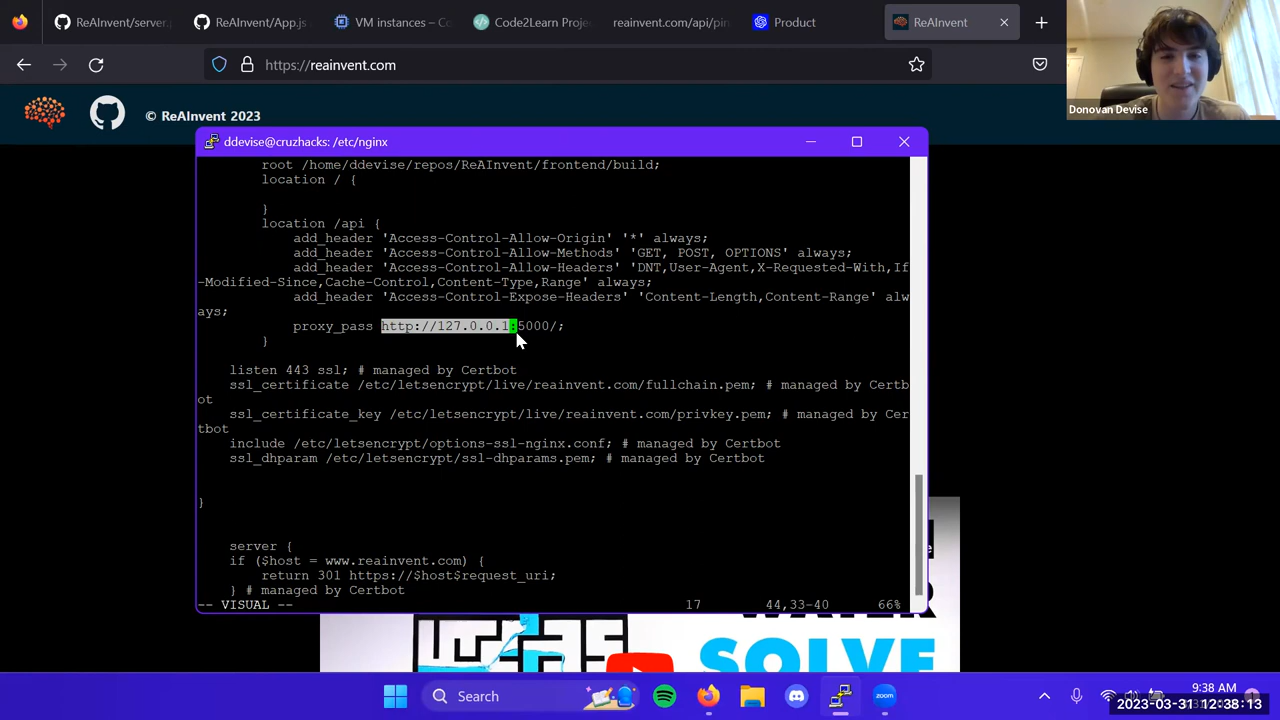 ReAInvent/server.j
ReAInvent/App.js
VM instances – Co
Code2Learn Proje
reainvent.com/api/pin
Product
ReAInvent
https://reainvent.com
© ReAInvent 2023
Donovan Devise
ddevise@cruzhacks: /etc/nginx
root /home/ddevise/repos/ReAInvent/frontend/build;
location / {
}
location /api {
add_header 'Access-Control-Allow-Origin' '*' always;
add_header 'Access-Control-Allow-Methods' 'GET, POST, OPTIONS' always;
add_header 'Access-Control-Allow-Headers' 'DNT,User-Agent,X-Requested-With,If
-Modified-Since,Cache-Control,Content-Type,Range' always;
add_header 'Access-Control-Expose-Headers' 'Content-Length,Content-Range' alw
ays;
proxy_pass http://127.0.0.1:5000/;
}
listen 443 ssl; # managed by Certbot
ssl_certificate /etc/letsencrypt/live/reainvent.com/fullchain.pem; # managed by Certb
ot
ssl_certificate_key /etc/letsencrypt/live/reainvent.com/privkey.pem; # managed by Cer
tbot
include /etc/letsencrypt/options-ssl-nginx.conf; # managed by Certbot
ssl_dhparam /etc/letsencrypt/ssl-dhparams.pem; # managed by Certbot
}
server {
if ($host = www.reainvent.com) {
return 301 https://$host$request_uri;
} # managed by Certbot
-- VISUAL -- 17 44,33-40 66%
SOLVE
Search
zoom
9:38 AM
2023-03-31 12:38:13